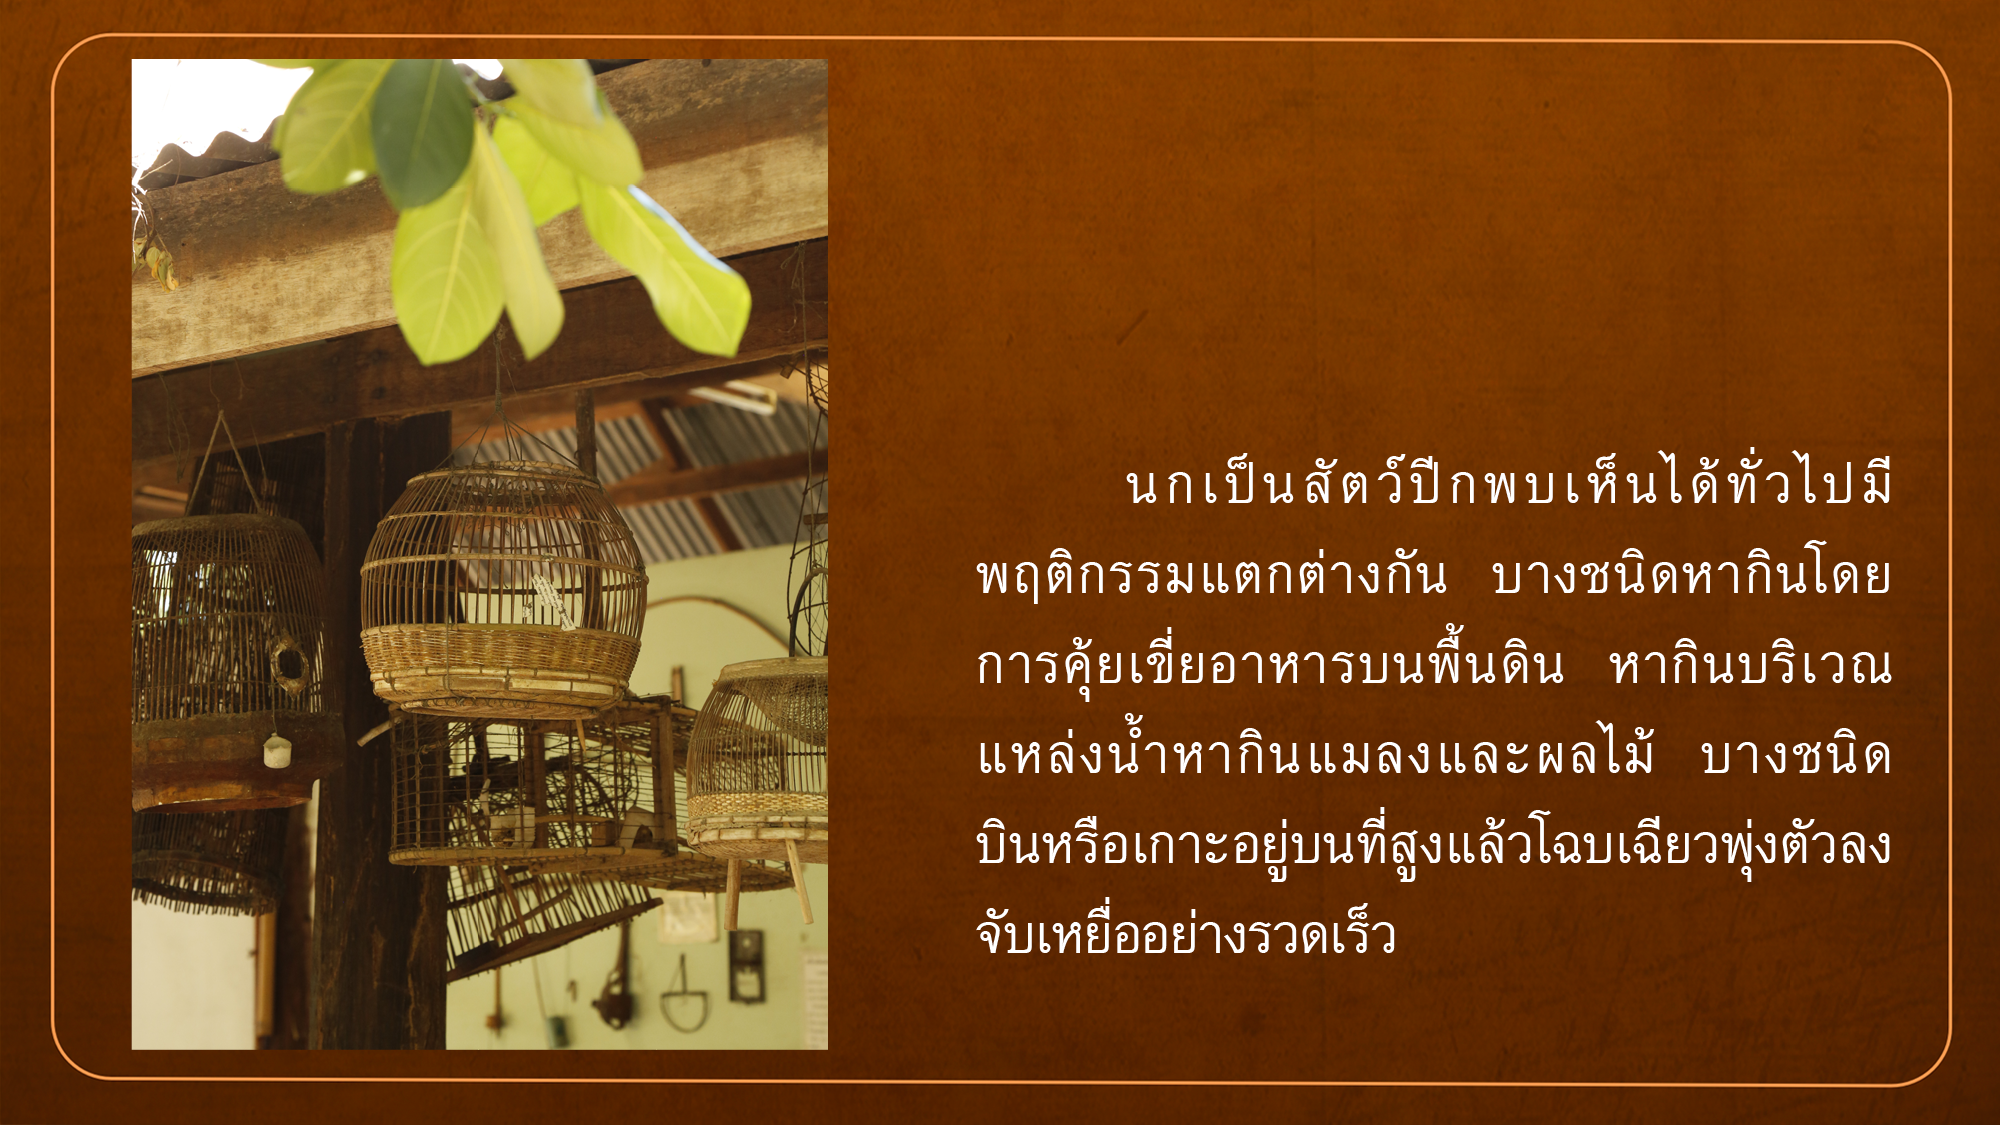 นกเป็นสัตว์ปีกพบเห็นได้ทั่วไปมี
พฤติกรรมแตกต่างกัน บางชนิดหากินโดย
การคุ้ยเขี่ยอาหารบนพื้นดิน หากินบริเวณ
แหล่งน้ำหากินแมลงและผลไม้ บางชนิด
บินหรือเกาะอยู่บนที่สูงแล้วโฉบเฉียวพุ่งตัวลง
จับเหยื่ออย่างรวดเร็ว